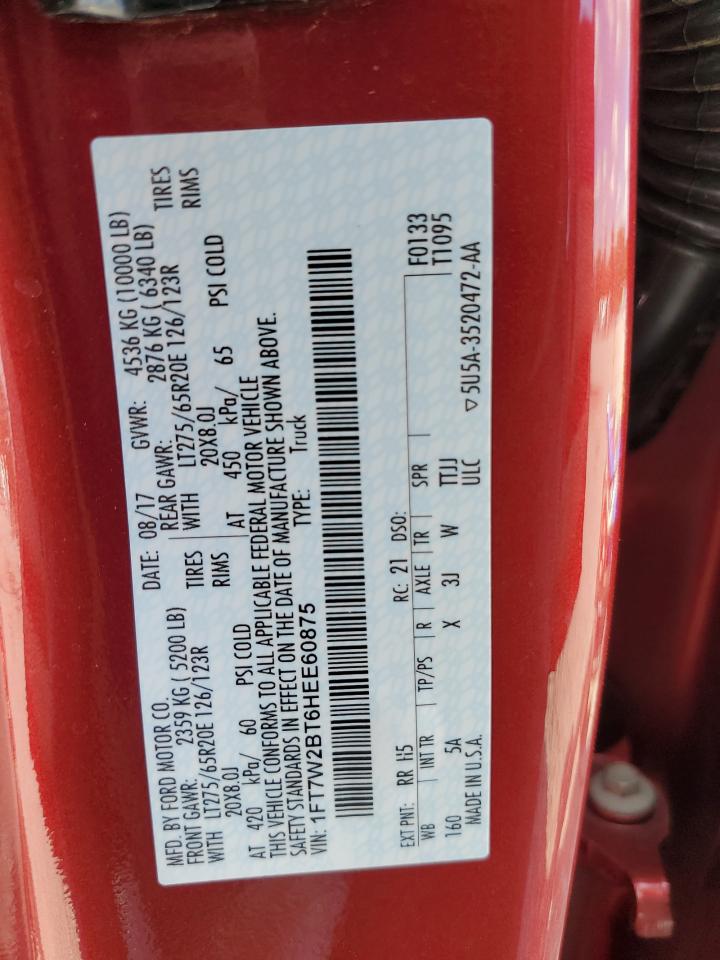 MFD. BY FORD MOTOR CO.
DATE: 08/17 GVWR: 4536 KG (10000 LB)
FRONT GAWR: 2359 KG ( 5200 LB) REAR GAWR: 2876 KG ( 6340 LB)
WITH LT275/65R20E 126/123R TIRES WITH LT275/65R20E 126/123R TIRES
20X8.0J RIMS 20X8.0J RIMS
AT 420 kPa/ 60 PSI COLD AT 450 kPa/ 65 PSI COLD
THIS VEHICLE CONFORMS TO ALL APPLICABLE FEDERAL MOTOR VEHICLE
SAFETY STANDARDS IN EFFECT ON THE DATE OF MANUFACTURE SHOWN ABOVE.
VIN: 1FT7W2BT6HEE60875 TYPE: Truck
F0133
T1095
EXT PNT: RR H5 RC: 21 DSO:
WB INT TR TP/PS R AXLE TR SPR
160 5A X 3J W TTJJ
MADE IN U.S.A. ULC
▽5U5A-3520472-AA